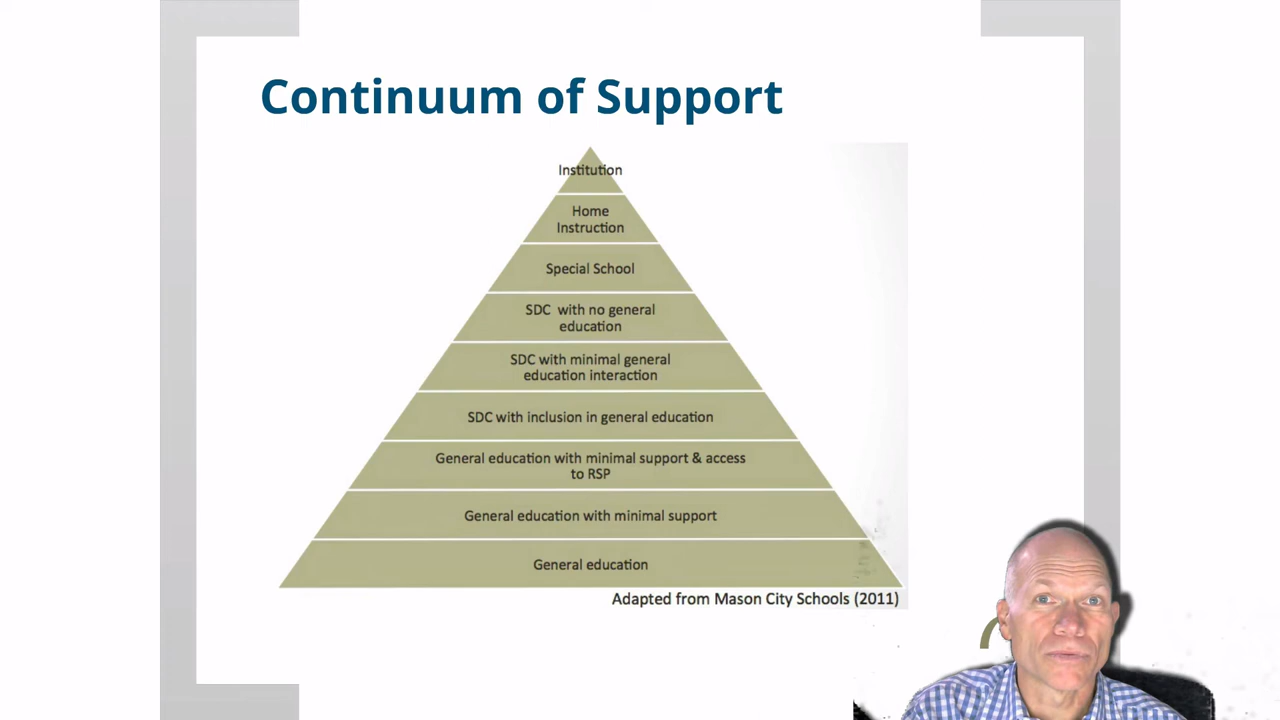 Continuum of Support
Institution
Home
Instruction
Special School
SDC with no general
education
SDC with minimal general
education interaction
SDC with inclusion in general education
General education with minimal support & access
to RSP
General education with minimal support
General education
Adapted from Mason City Schools (2011)